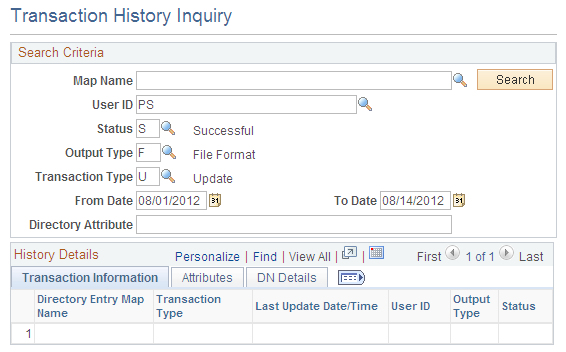 Transaction History Inquiry
Search Criteria
Map Name Search
User ID PS
Status S Successful
Output Type F File Format
Transaction Type U Update
From Date 08/01/2012 31 To Date 08/14/2012 31
Directory Attribute
History Details Personalize | Find | View All | | First 1 of 1 Last
Transaction Information Attributes DN Details
Directory Entry Map Name Transaction Type Last Update Date/Time User ID Output Type Status
1